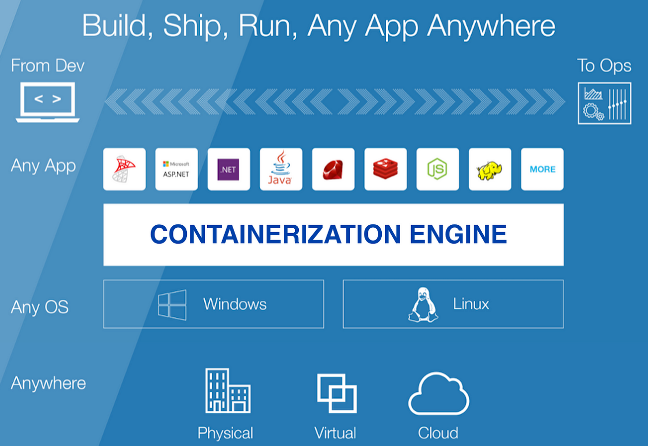 Build, Ship, Run, Any App Anywhere
From Dev
To Ops
< >
Any App
Microsoft
ASP.NET
.NET
Java
JS
MORE
CONTAINERIZATION ENGINE
Any OS
Windows
Linux
Anywhere
Physical
Virtual
Cloud